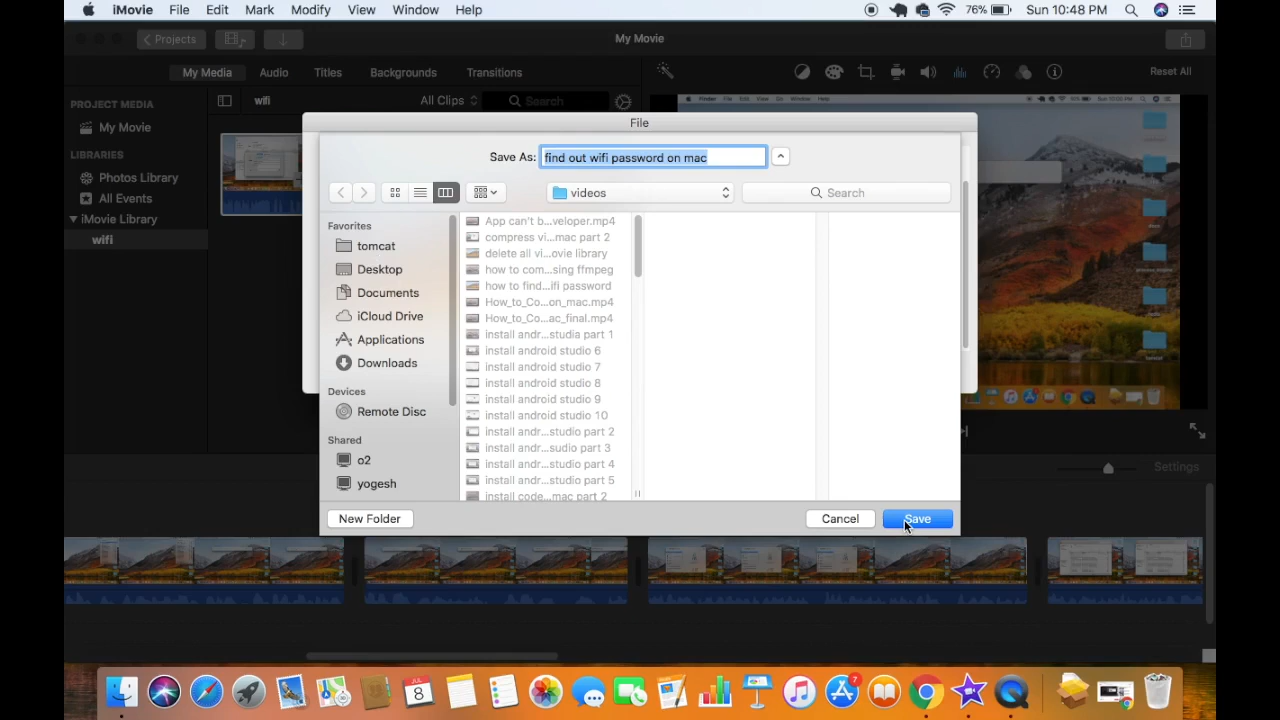 iMovie File Edit Mark Modify View Window Help 76% Sun 10:48 PM
Projects My Movie
My Media Audio Titles Backgrounds Transitions Reset All
PROJECT MEDIA
My Movie
LIBRARIES
Photos Library
All Events
iMovie Library
wifi
wifi All Clips Search
File
Save As: find out wifi password on mac
videos Search
Favorites
tomcat
Desktop
Documents
iCloud Drive
Applications
Downloads
Devices
Remote Disc
Shared
o2
yogesh
App can't b...veloper.mp4
compress vi...mac part 2
delete all vi...ovie library
how to com...sing ffmpeg
how to find...ifi password
How_to_Co...on_mac.mp4
How_to_Co...ac_final.mp4
install andr...studia part 1
install android studio 6
install android studio 7
install android studio 8
install android studio 9
install android studio 10
install andr...studio part 2
install andr...sudio part 3
install andr...studio part 4
install andr...studio part 5
install code...mac part 2
New Folder Cancel Save
Settings
JUL
8
7